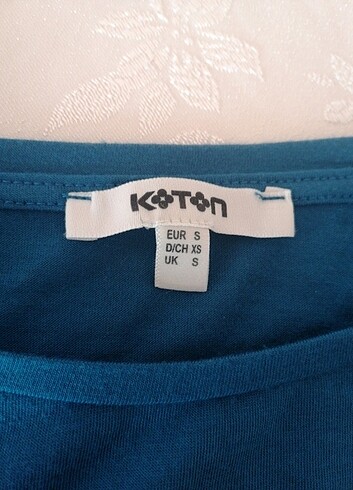 KOTON
EUR S
D/CH XS
UK S